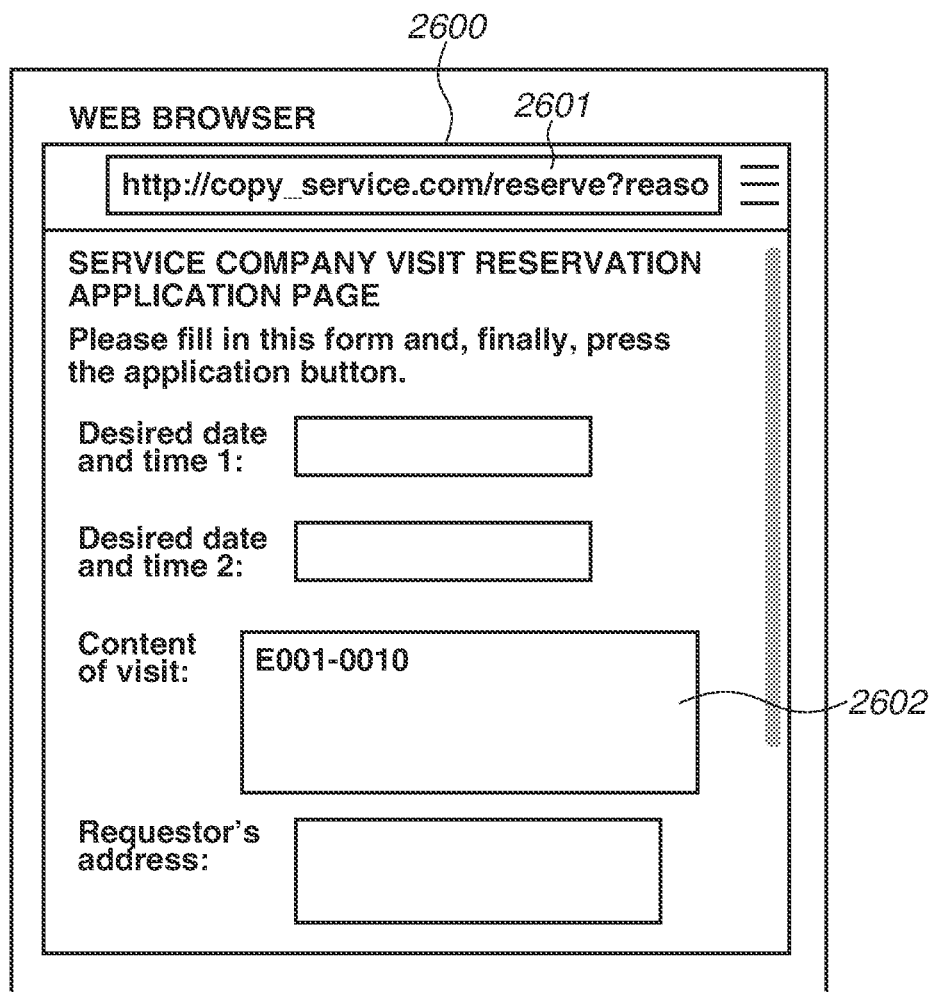 2600
WEB BROWSER
2601
http://copy_service.com/reserve?reaso
SERVICE COMPANY VISIT RESERVATION
APPLICATION PAGE
Please fill in this form and, finally, press
the application button.
Desired date
and time 1:
Desired date
and time 2:
Content
of visit:
E001-0010
2602
Requestor's
address: